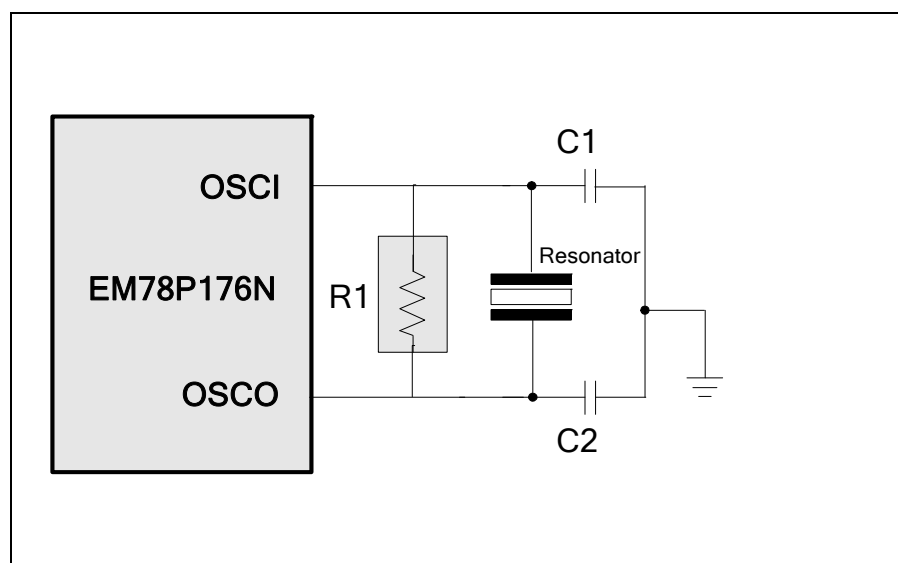 C1
OSCI
Resonator
EM78P176N
R1
OSCO
C2